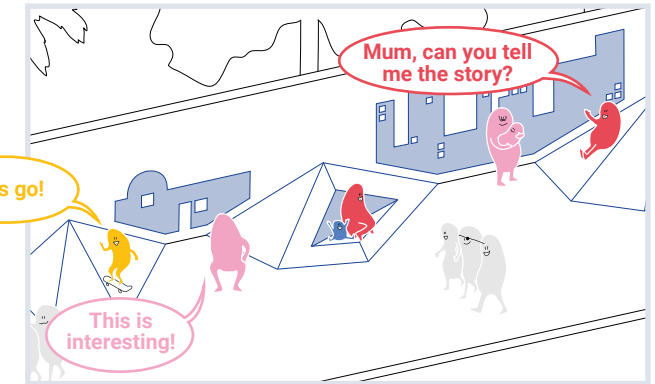 Mum, can you tell
me the story?
s go!
This is
interesting!